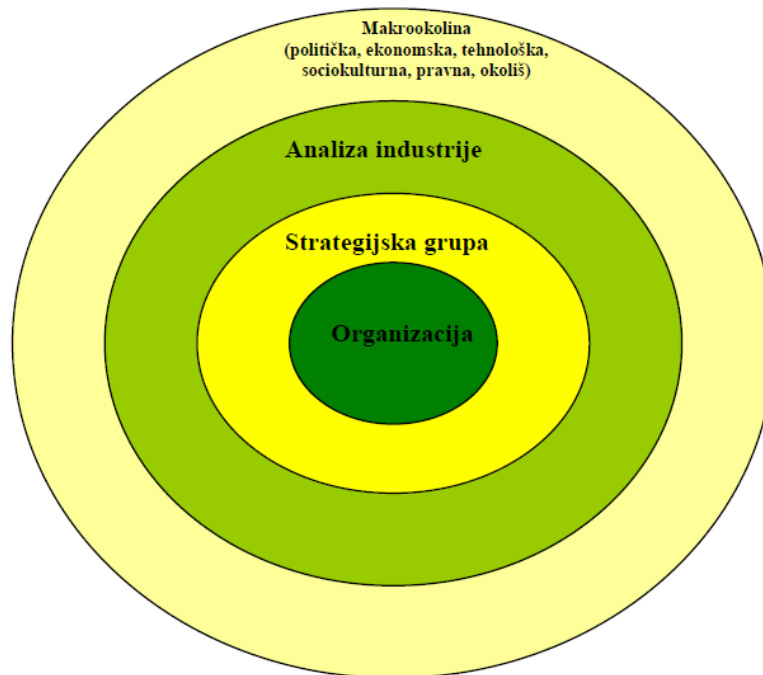 Makrookolina
(politička, ekonomska, tehnološka,
sociokulturna, pravna, okoliš)
Analiza industrije
Strategijska grupa
Organizacija